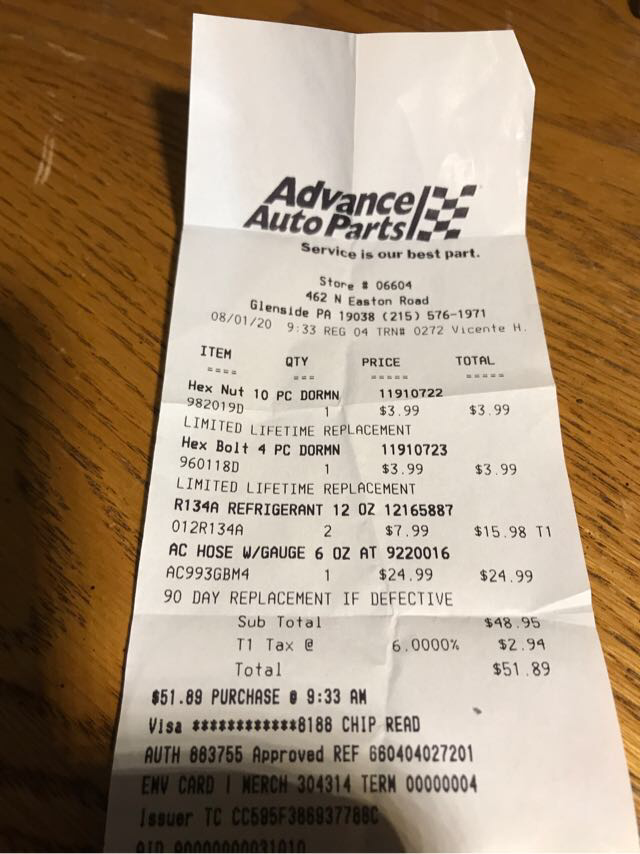 Advance
Auto Parts
Service is our best part.
Store # 06604
462 N Easton Road
Glenside PA 19038 (215) 576-1971
08/01/20 9:33 REG 04 TRN# 0272 Vicente H.
ITEM QTY PRICE TOTAL
==== === ===== =====
Hex Nut 10 PC DORMN 11910722
982019D 1 $3.99 $3.99
LIMITED LIFETIME REPLACEMENT
Hex Bolt 4 PC DORMN 11910723
960118D 1 $3.99 $3.99
LIMITED LIFETIME REPLACEMENT
R134A REFRIGERANT 12 OZ 12165887
012R134A 2 $7.99 $15.98 T1
AC HOSE W/GAUGE 6 OZ AT 9220016
AC993GBM4 1 $24.99 $24.99
90 DAY REPLACEMENT IF DEFECTIVE
Sub Total $48.95
T1 Tax @ 6.0000% $2.94
Total $51.89
$51.89 PURCHASE @ 9:33 AM
Visa ************8188 CHIP READ
AUTH 883755 Approved REF 660404027201
EMV CARD | MERCH 304314 TERM 00000004
Issuer TC CC595F386937788C
AID